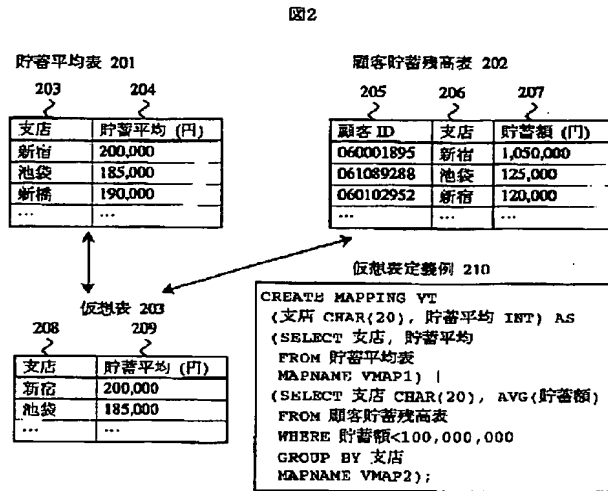 図2
貯蓄平均表 201
203 204
支店 貯蓄平均 (円)
新宿 200,000
池袋 185,000
新橋 190,000
... ...
顧客貯蓄残高表 202
205 206 207
顧客 ID 支店 貯蓄額 (円)
060001895 新宿 1,050,000
061089288 池袋 125,000
060102952 新宿 120,000
... ... ...
仮想表 203
208 209
支店 貯蓄平均 (円)
新宿 200,000
池袋 185,000
... ...
仮想表定義例 210
CREATE MAPPING VT
(支店 CHAR(20), 貯蓄平均 INT) AS
(SELECT 支店, 貯蓄平均
FROM 貯蓄平均表
MAPNAME VMAP1) |
(SELECT 支店 CHAR(20), AVG(貯蓄額)
FROM 顧客貯蓄残高表
WHERE 貯蓄額<100,000,000
GROUP BY 支店
MAPNAME VMAP2);